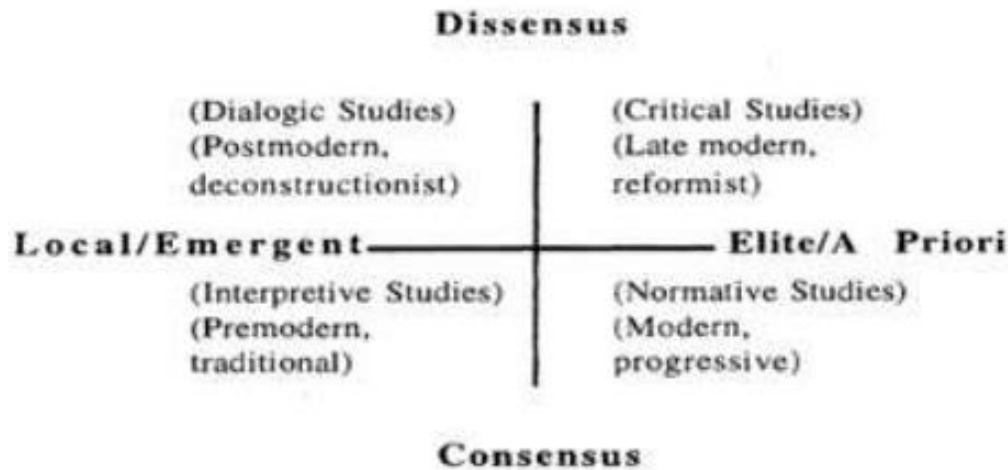 Dissensus
(Dialogic Studies)
(Postmodern,
deconstructionist)
(Critical Studies)
(Late modern,
reformist)
Local/Emergent
Elite/A Priori
(Interpretive Studies)
(Premodern,
traditional)
(Normative Studies)
(Modern,
progressive)
Consensus